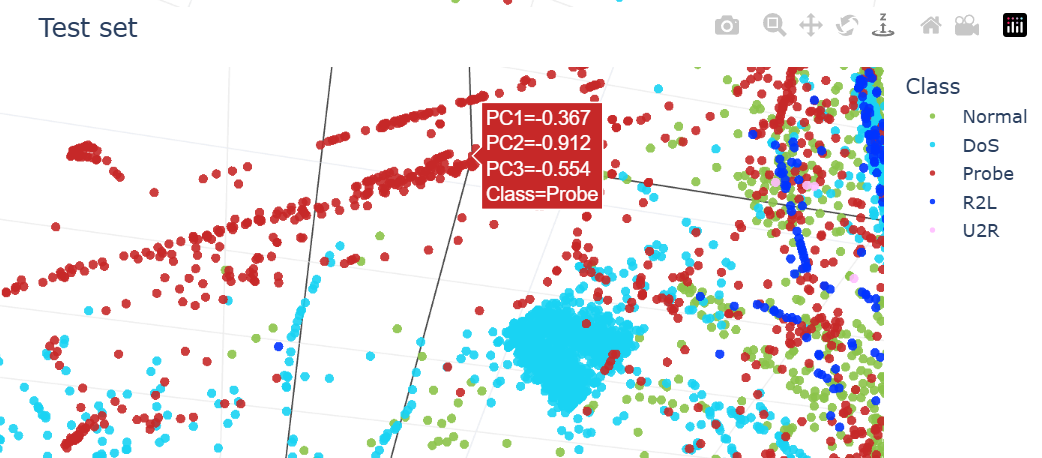 Test set
Z
PC1=-0.367
PC2=-0.912
PC3=-0.554
Class=Probe
Class
Normal
DoS
Probe
R2L
U2R